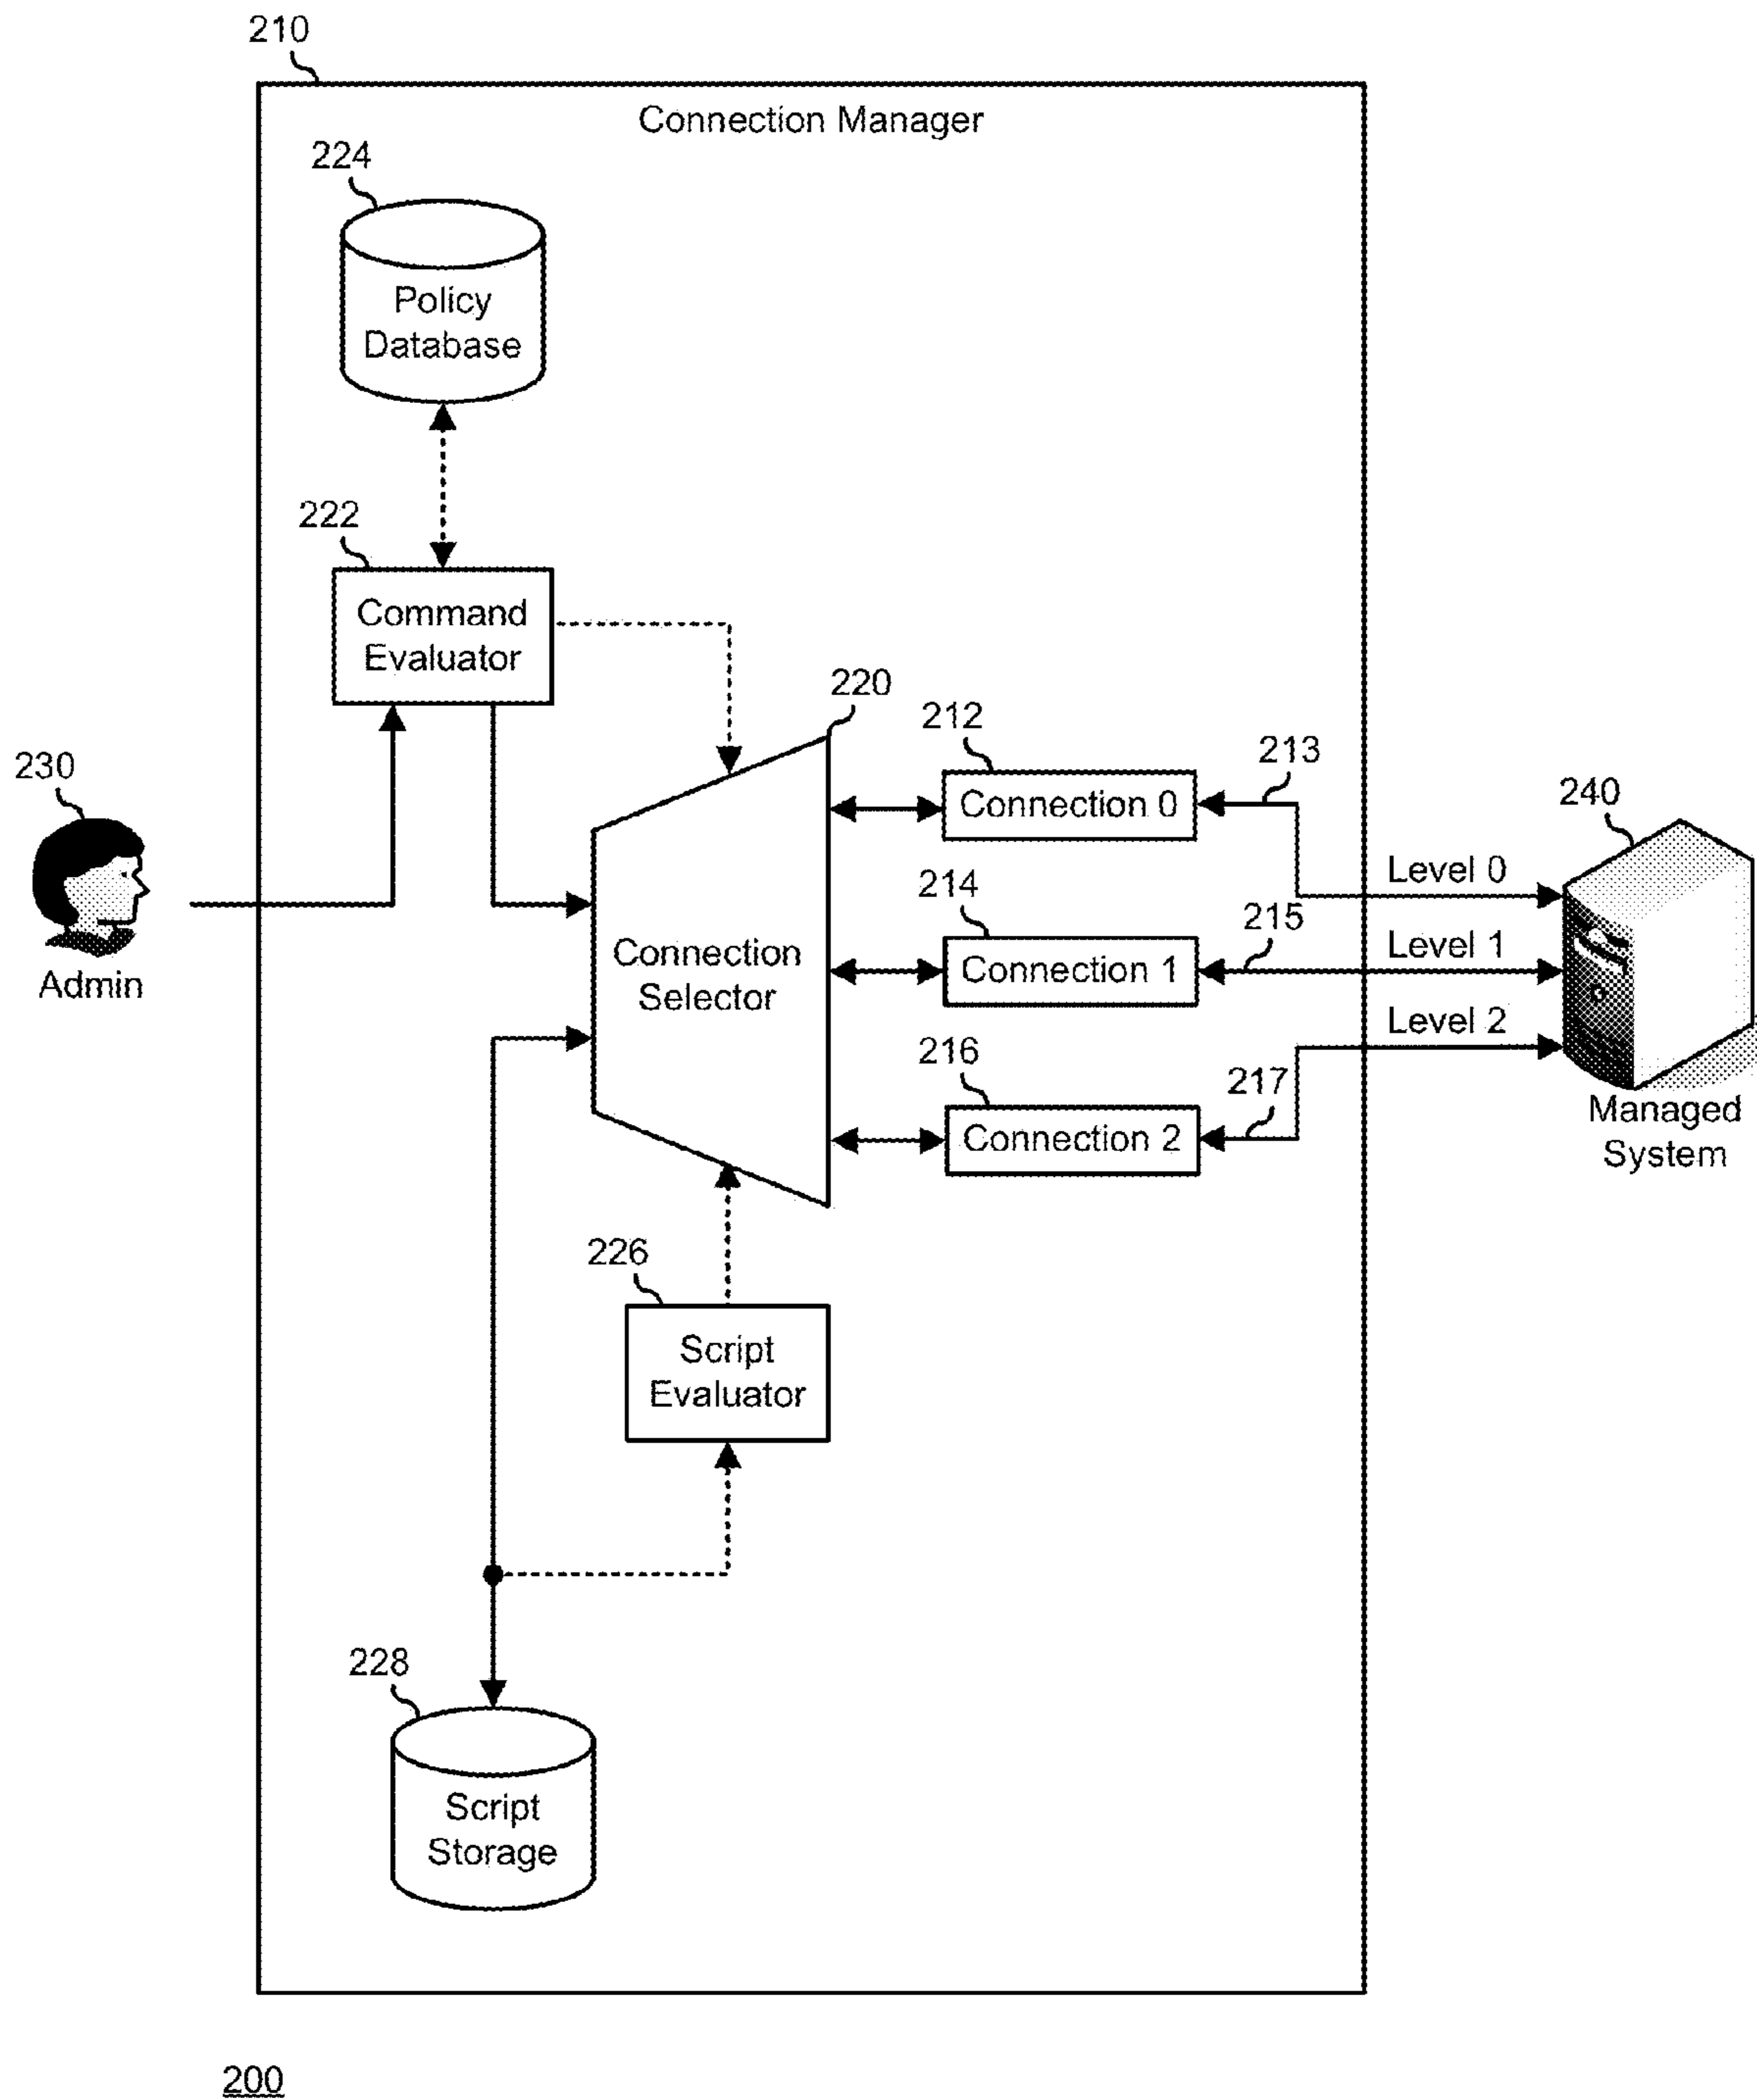 210
Connection Manager
224
Policy
Database
222
Command
Evaluator
220
212
213
230
Connection 0
240
Level 0
214
215
Connection
Selector
Level 1
Admin
Connection 1
Level 2
216
217
Managed
System
Connection 2
226
Script
Evaluator
228
Script
Storage
200